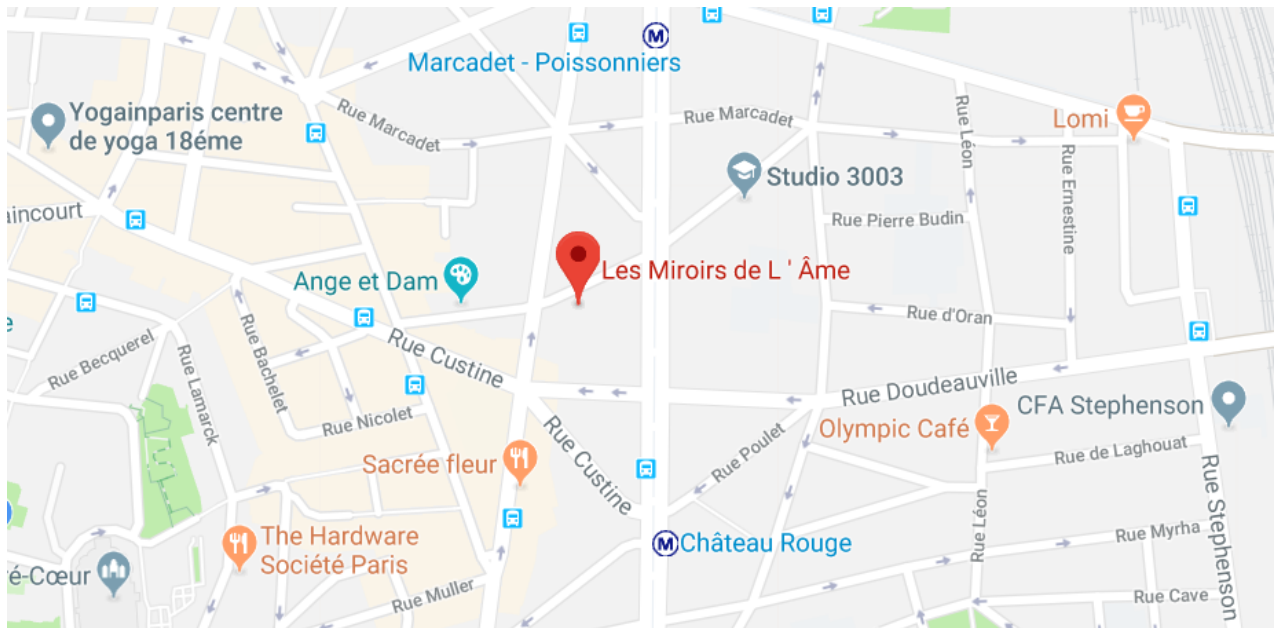 M
Marcadet - Poissonniers
Yogainparis centre
de yoga 18éme
Rue Marcadet
Rue Marcadet
Rue Léon
Lomi
Rue Ernestine
Studio 3003
aincourt
Rue Pierre Budin
Les Miroirs de L ' Âme
Ange et Dam
Rue d'Oran
Rue Custine
Rue Becquerel
Rue Lamarck
Rue Bachelet
Rue Doudeauville
CFA Stephenson
Rue Nicolet
Olympic Café
Rue Poulet
Rue de Laghouat
Sacrée fleur
Rue Custine
Rue Stephenson
Rue Léon
The Hardware
Société Paris
M
Château Rouge
Rue Myrha
é-Cœur
Rue Muller
Rue Cave